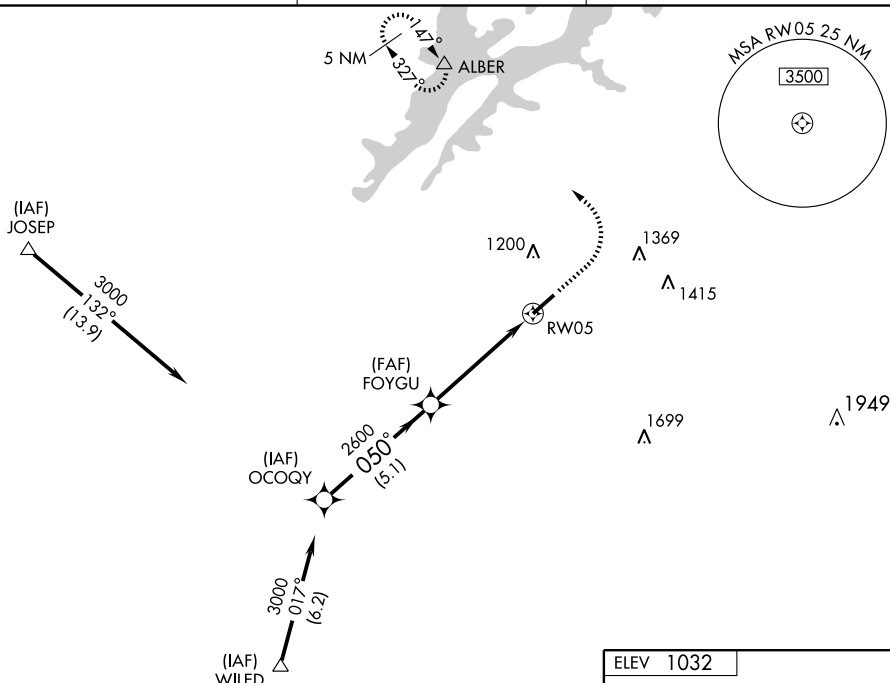 MSA RW05 25 NM
3500
5 NM
147°
327°
ALBER
(IAF)
JOSEP
3000
132°
(13.9)
1200
1369
1415
RW05
(FAF)
FOYGU
2600
050°
(5.1)
1699
1949
(IAF)
OCOQY
3000
017°
(6.2)
(IAF)
ELEV 1032